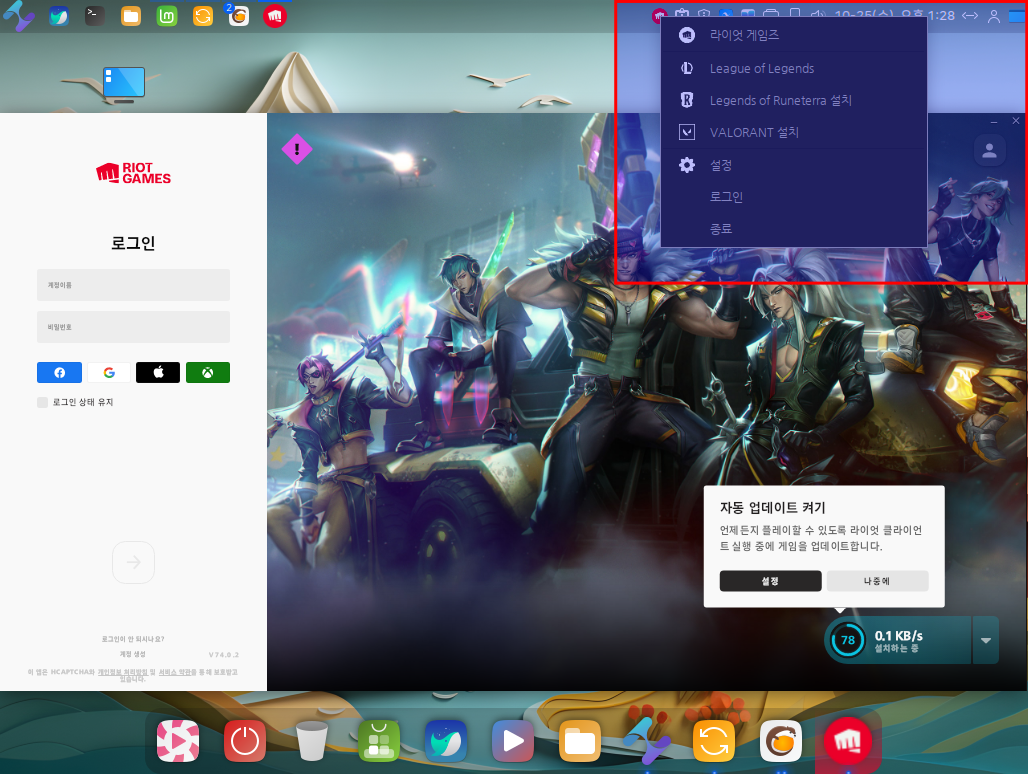 2
10-25(수) 오후 1:28
라이엇 게임즈
League of Legends
Legends of Runeterra 설치
VALORANT 설치
설정
로그인
종료
RIOT
GAMES
로그인
계정이름
비밀번호
로그인 상태 유지
로그인이 안 되시나요?
계정 생성
V74.0.2
이 앱은 HCAPTCHA와 개인정보 처리방침 및 서비스 약관을 통해 보호받고
있습니다.
자동 업데이트 켜기
언제든지 플레이할 수 있도록 라이엇 클라이언
트 실행 중에 게임을 업데이트합니다.
설정
나중에
78
0.1 KB/s
설치하는 중